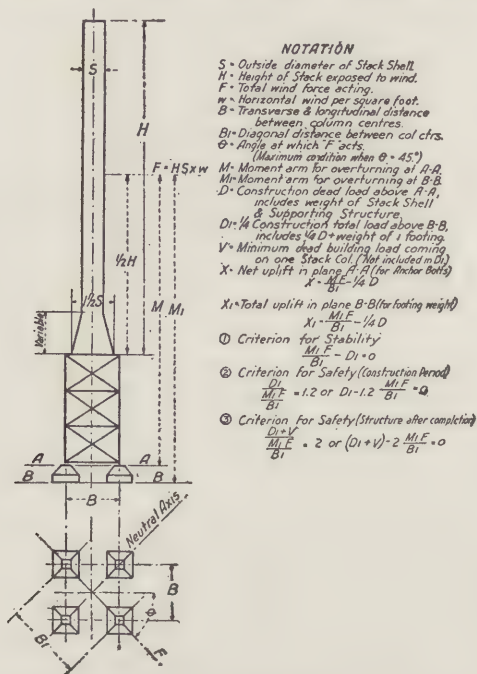 NOTATION
S = Outside diameter of Stack Shell.
H = Height of Stack exposed to wind.
F = Total wind force acting.
w = Horizontal wind per square foot.
B = Transverse & longitudinal distance
between column centres.
B1 = Diagonal distance between col ctrs.
θ = Angle at which "F" acts.
(Maximum condition when θ = 45°)
M = Moment arm for overturning at A-A.
M1 = Moment arm for overturning at B-B.
D = Construction dead load above A-A,
includes weight of Stack Shell
& Supporting Structure.
D1 = ¼ Construction total load above B-B,
includes ¼ D + weight of 1 footing.
V = Minimum dead building load coming
on one Stack Col. (Not included in D1)
X = Net uplift in plane A-A (for Anchor Bolts)
X = MF/B1 - ¼ D
X1 = Total uplift in plane B-B (for footing weight)
X1 = M1F/B1 - ¼ D
① Criterion for Stability
M1F/B1 - D1 = 0
② Criterion for Safety (Construction Period)
D1/(M1F/B1) = 1.2 or D1 - 1.2 M1F/B1 = 0
③ Criterion for Safety (Structure after completion)
(D1+V)/(M1F/B1) = 2 or (D1+V) - 2 M1F/B1 = 0
S
H
F = HS x w
½H
1½S
M
M1
Variable
A A
B B
B
Neutral Axis
B
θ
B1
F